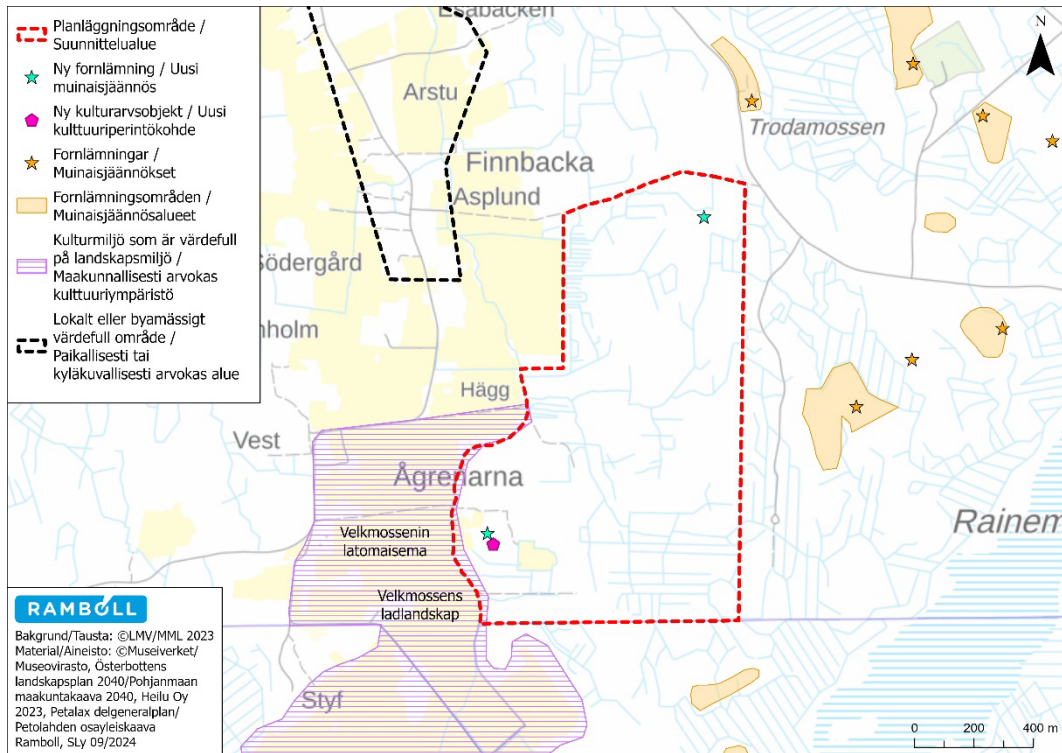 Planläggningsområde /
Suunnittelualue
Ny fornlämning / Uusi
muinaisjäännös
Ny kulturarvsobjekt / Uusi
kulttuuriperintökohde
Fornlämningar /
Muinaisjäännökset
Fornlämningsområden /
Muinaisjäännösalueet
Kulturmiljö som är värdefull
på landskapsmiljö /
Maakunnallisesti arvokas
kulttuuriympäristö
Lokalt eller byamässigt
värdefull område /
Paikallisesti tai
kyläkuvallisesti arvokas alue
Esabacken
N
Arstu
Trodamossen
Finnbacka
Asplund
Södergård
nholm
Hägg
Vest
Ågrenarna
Velkmossenin
latomaisema
Rainem
Velkmossens
ladlandskap
Styf
RAMBOLL
Bakgrund/Tausta: ©LMV/MML 2023
Material/Aineisto: ©Museiverket/
Museovirasto, Österbottens
landskapsplan 2040/Pohjanmaan
maakuntakaava 2040, Heilu Oy
2023, Petalax delgeneralplan/
Petolahden osayleiskaava
Ramboll, SLy 09/2024
0 200 400 m